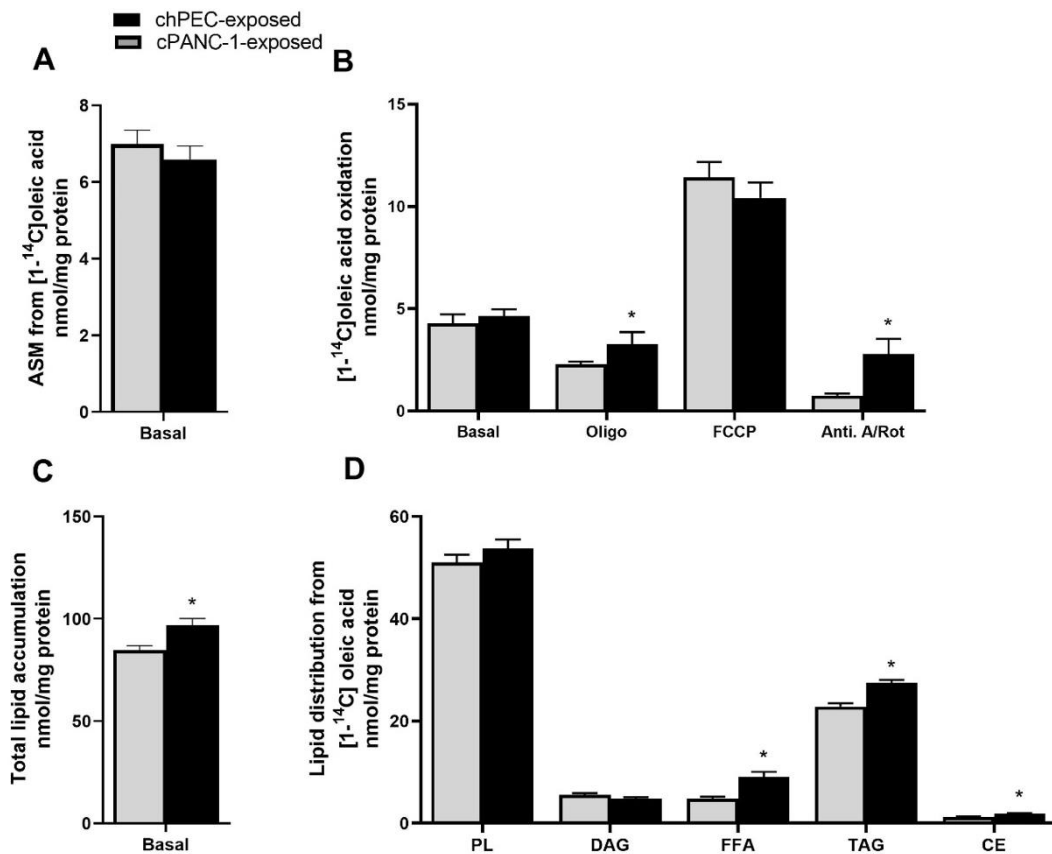 chPEC-exposed
cPANC-1-exposed
A
ASM from [1-¹⁴C]oleic acid
nmol/mg protein
8
6
4
2
0
Basal
B
[1-¹⁴C]oleic acid oxidation
nmol/mg protein
15
10
5
0
*
*
Basal Oligo FCCP Anti. A/Rot
C
Total lipid accumulation
nmol/mg protein
150
100
50
0
*
Basal
D
Lipid distribution from
[1-¹⁴C] oleic acid
nmol/mg protein
60
40
20
0
*
*
*
PL DAG FFA TAG CE